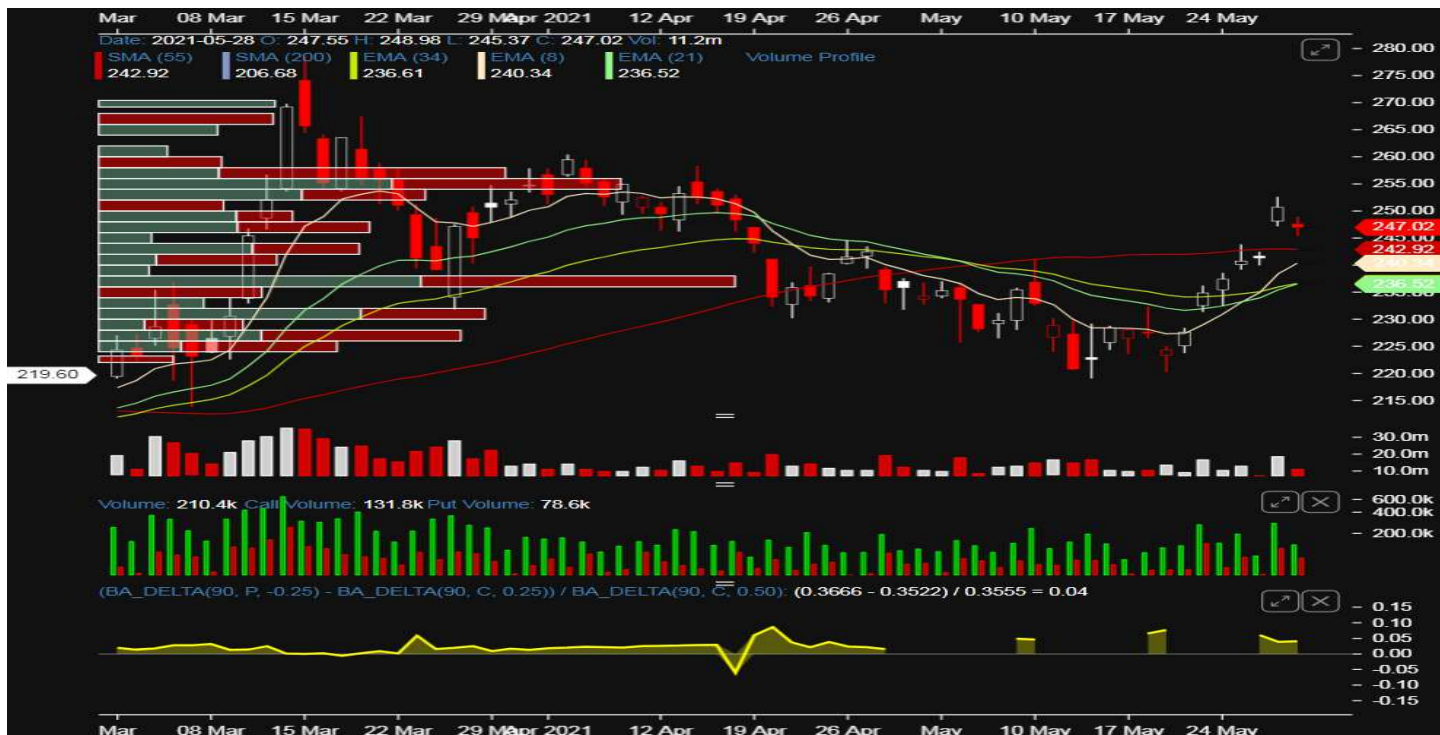 Mar 08 Mar 15 Mar 22 Mar 29 Mar Apr 2021 12 Apr 19 Apr 26 Apr May 10 May 17 May 24 May
Date: 2021-05-28 O: 247.55 H: 248.98 L: 245.37 C: 247.02 Vol: 11.2m
SMA (55) SMA (200) EMA (34) EMA (8) EMA (21) Volume Profile
242.92 206.68 236.61 240.34 236.52
280.00
275.00
270.00
265.00
260.00
255.00
250.00
247.02
245.00
242.92
240.34
236.52
235.00
230.00
225.00
219.60
220.00
215.00
30.0m
20.0m
10.0m
Volume: 210.4k Call Volume: 131.8k Put Volume: 78.6k
600.0k
400.0k
200.0k
(BA_DELTA(90, P, -0.25) - BA_DELTA(90, C, 0.25)) / BA_DELTA(90, C, 0.50): (0.3666 - 0.3522) / 0.3555 = 0.04
0.15
0.10
0.05
0.00
-0.05
-0.10
-0.15
Mar 08 Mar 15 Mar 22 Mar 29 Mar Apr 2021 12 Apr 19 Apr 26 Apr May 10 May 17 May 24 May